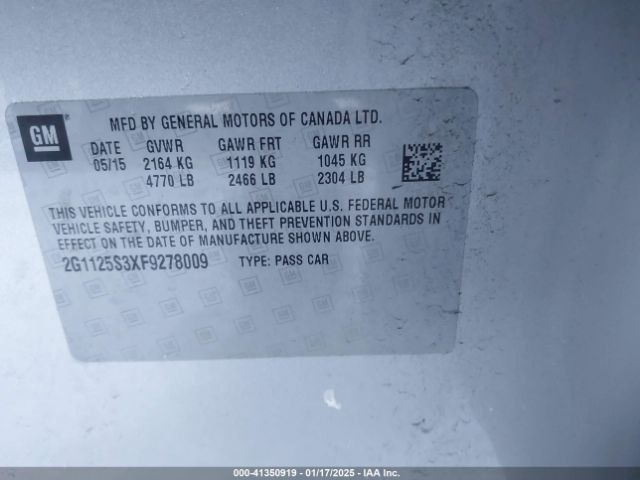 GM
MFD BY GENERAL MOTORS OF CANADA LTD.
DATE GVWR GAWR FRT GAWR RR
05/15 2164 KG 1119 KG 1045 KG
4770 LB 2466 LB 2304 LB
THIS VEHICLE CONFORMS TO ALL APPLICABLE U.S. FEDERAL MOTOR
VEHICLE SAFETY, BUMPER, AND THEFT PREVENTION STANDARDS IN
EFFECT ON THE DATE OF MANUFACTURE SHOWN ABOVE.
2G1125S3XF9278009 TYPE: PASS CAR
000-41350919 - 01/17/2025 - IAA Inc.